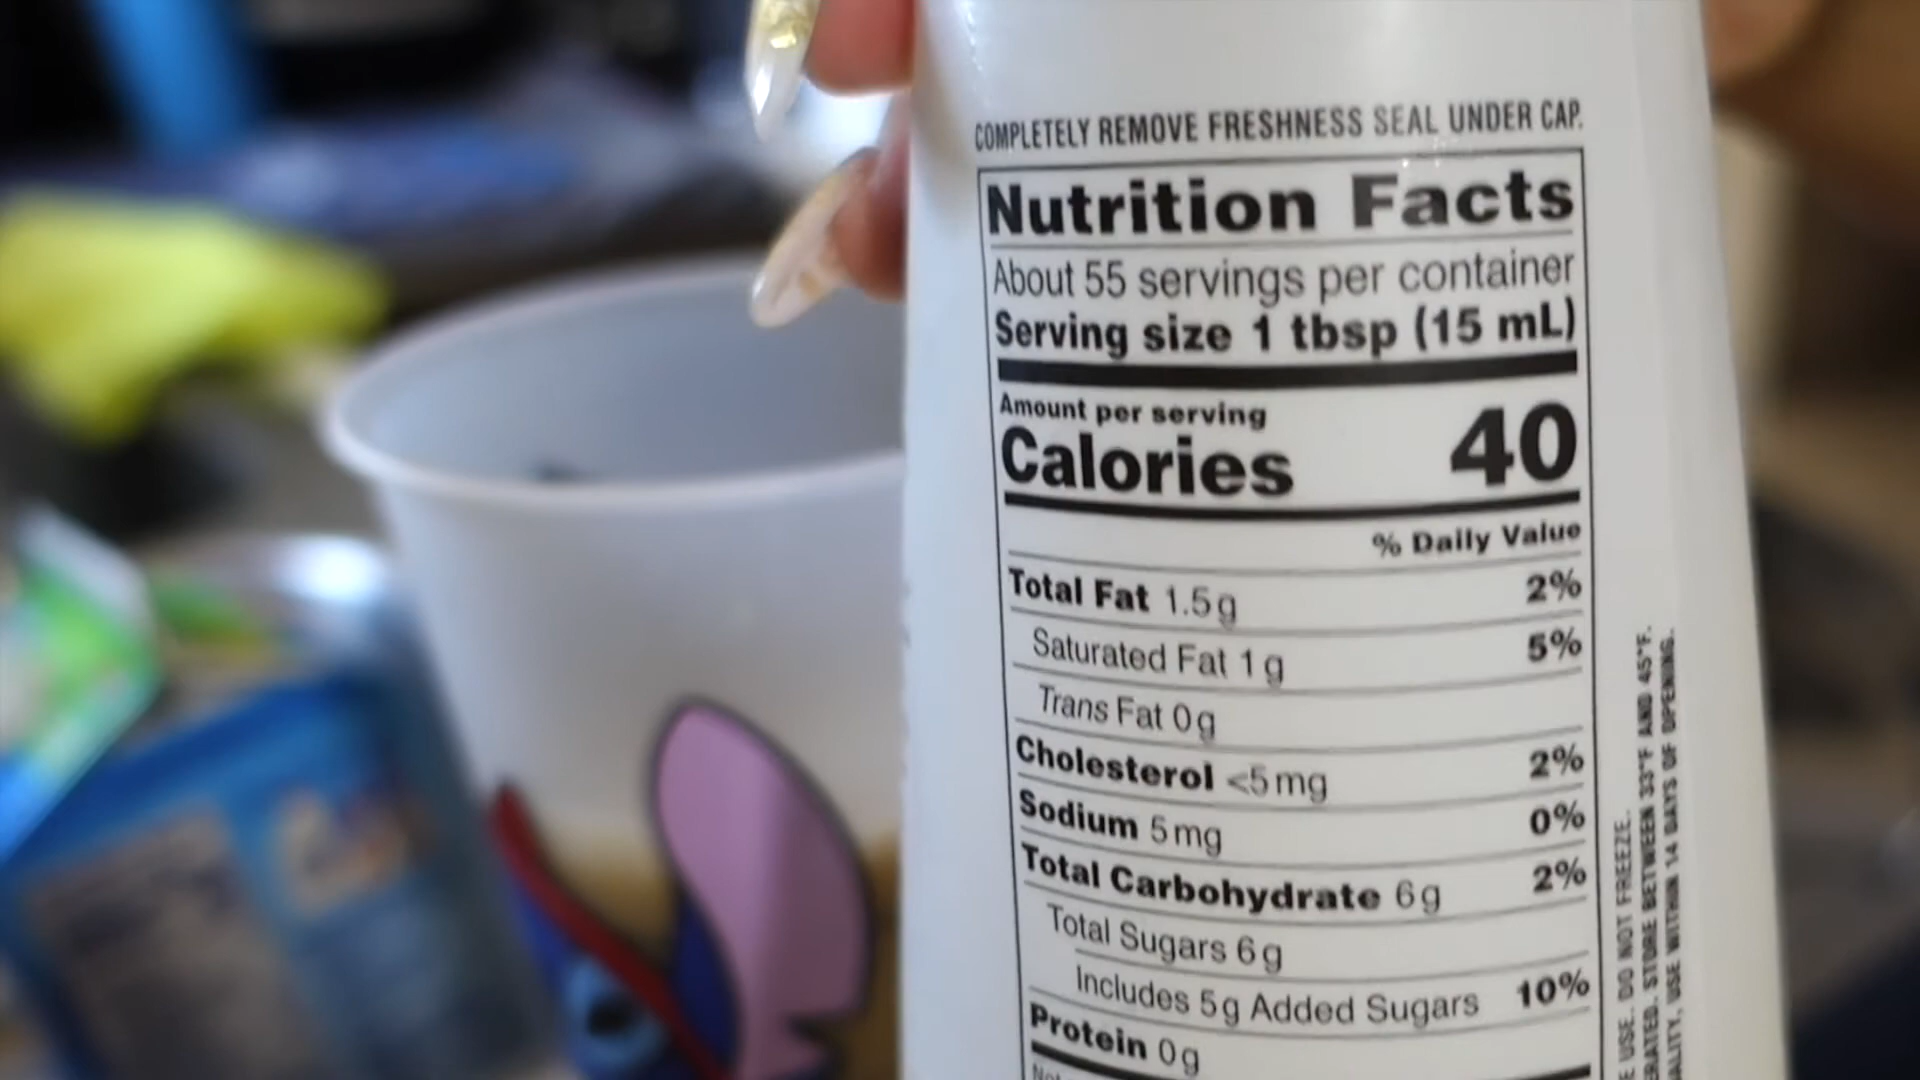 COMPLETELY REMOVE FRESHNESS SEAL UNDER CAP.
Nutrition Facts
About 55 servings per container
Serving size 1 tbsp (15 mL)
Amount per serving
Calories 40
% Daily Value
Total Fat 1.5g 2%
Saturated Fat 1g 5%
Trans Fat 0g
Cholesterol <5mg 2%
Sodium 5mg 0%
Total Carbohydrate 6g 2%
Total Sugars 6g
Includes 5g Added Sugars 10%
Protein 0g
USE. DO NOT FREEZE.
STORE BETWEEN 33°F AND 45°F.
USE WITHIN 14 DAYS OF OPENING.